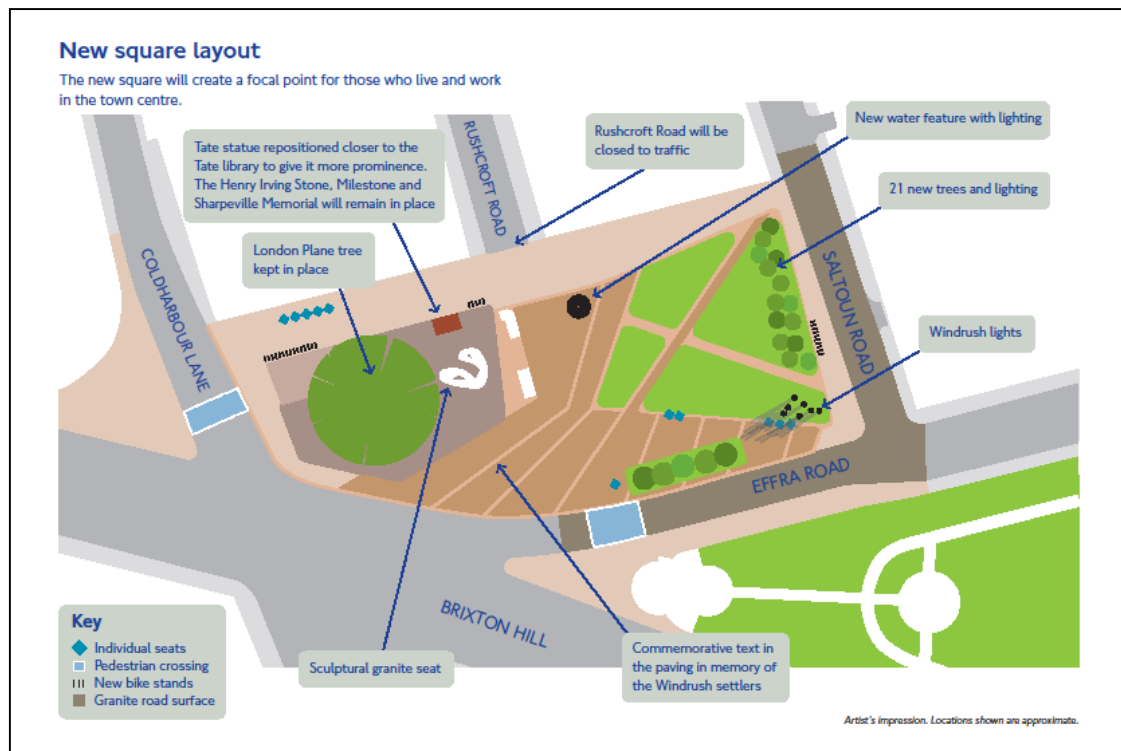 New square layout
The new square will create a focal point for those who live and work
in the town centre.
Tate statue repositioned closer to the
Tate library to give it more prominence.
The Henry Irving Stone, Milestone and
Sharpeville Memorial will remain in place
RUSHCROFT ROAD
Rushcroft Road will be
closed to traffic
New water feature with lighting
21 new trees and lighting
London Plane tree
kept in place
COLDHARBOUR LANE
SALTOUN ROAD
Windrush lights
EFFRA ROAD
BRIXTON HILL
Key
Individual seats
Pedestrian crossing
New bike stands
Granite road surface
Sculptural granite seat
Commemorative text in
the paving in memory of
the Windrush settlers
Artist's impression. Locations shown are approximate.